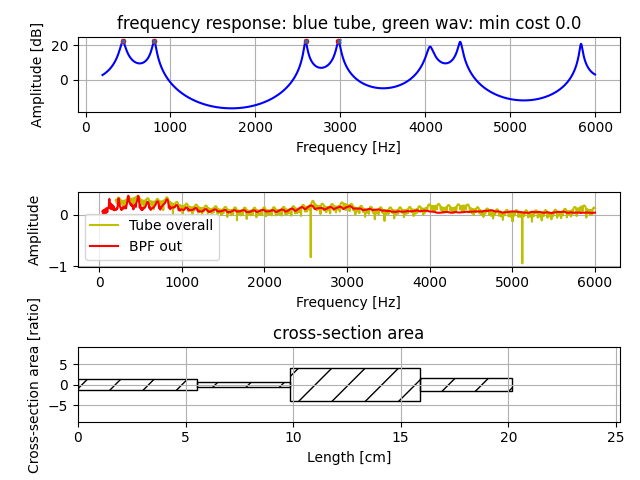 frequency response: blue tube, green wav: min cost 0.0
Amplitude [dB]
20
0
0
1000
2000
3000
4000
5000
6000
Frequency [Hz]
Amplitude
0
−1
Tube overall
BPF out
0
1000
2000
3000
4000
5000
6000
Frequency [Hz]
cross-section area
Cross-section area [ratio]
5
0
−5
0
5
10
15
20
25
Length [cm]